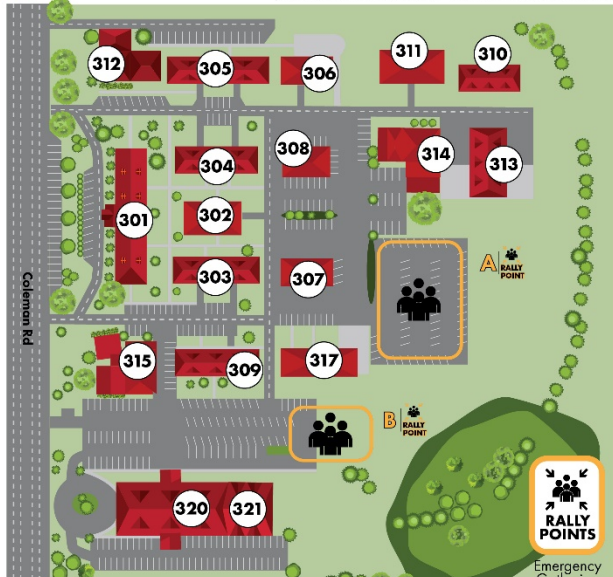 312
305
306
311
310
304
308
314
313
301
302
303
307
A RALLY
POINT
Coleman Rd
315
309
317
B RALLY
POINT
320
321
RALLY
POINTS
Emergency